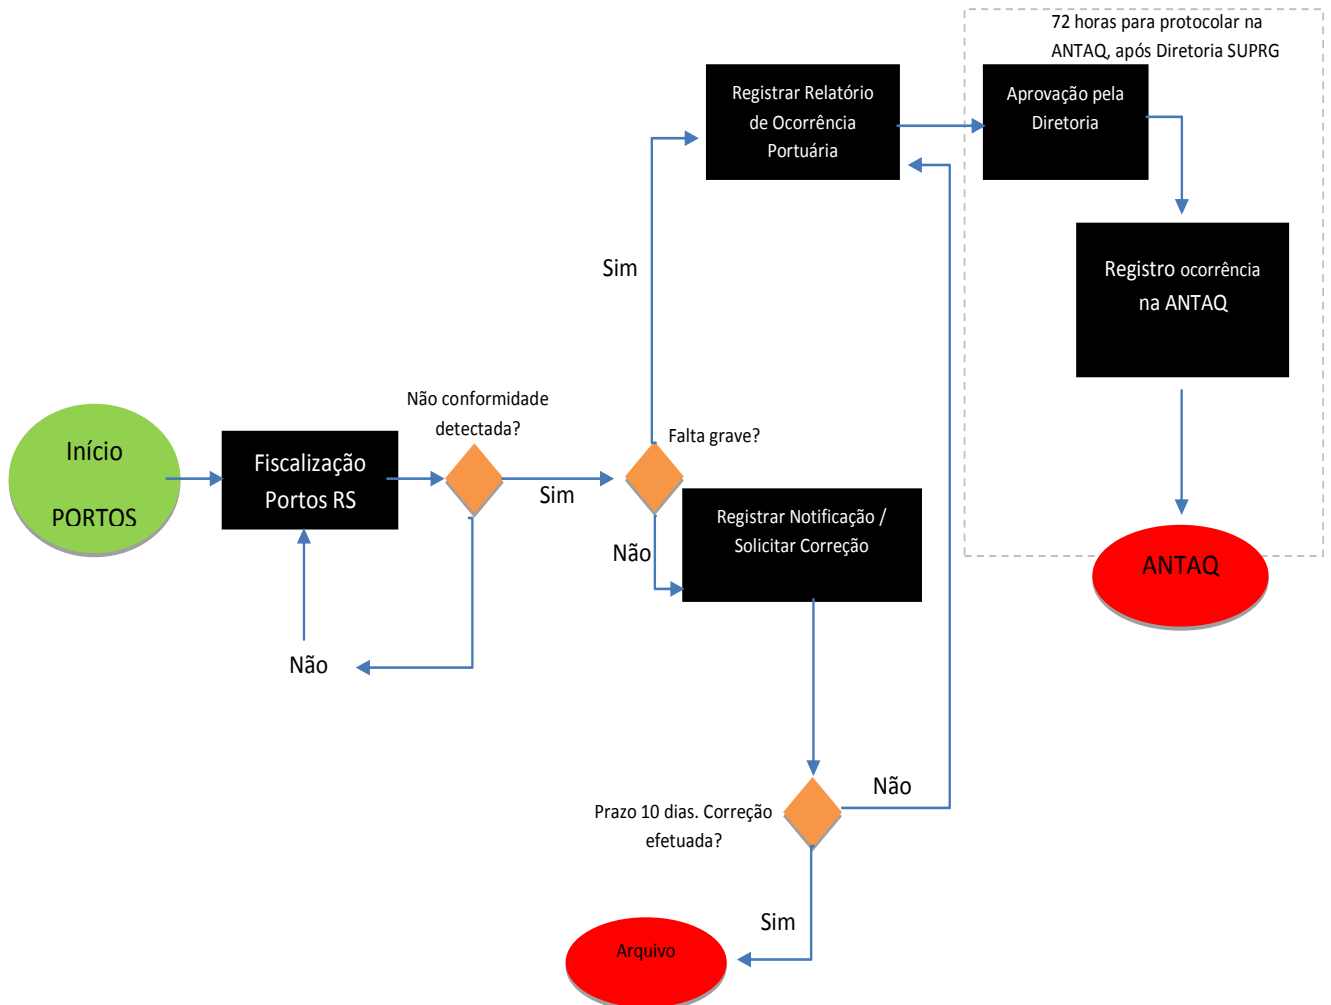 72 horas para protocolar na
ANTAQ, após Diretoria SUPRG
Registrar Relatório
de Ocorrência
Portuária
Aprovação pela
Diretoria
Sim
Registro ocorrência
na ANTAQ
Não conformidade
detectada?
Falta grave?
Início
PORTOS
Fiscalização
Portos RS
Sim
Registrar Notificação /
Solicitar Correção
Não
ANTAQ
Não
Não
Prazo 10 dias. Correção
efetuada?
Sim
Arquivo